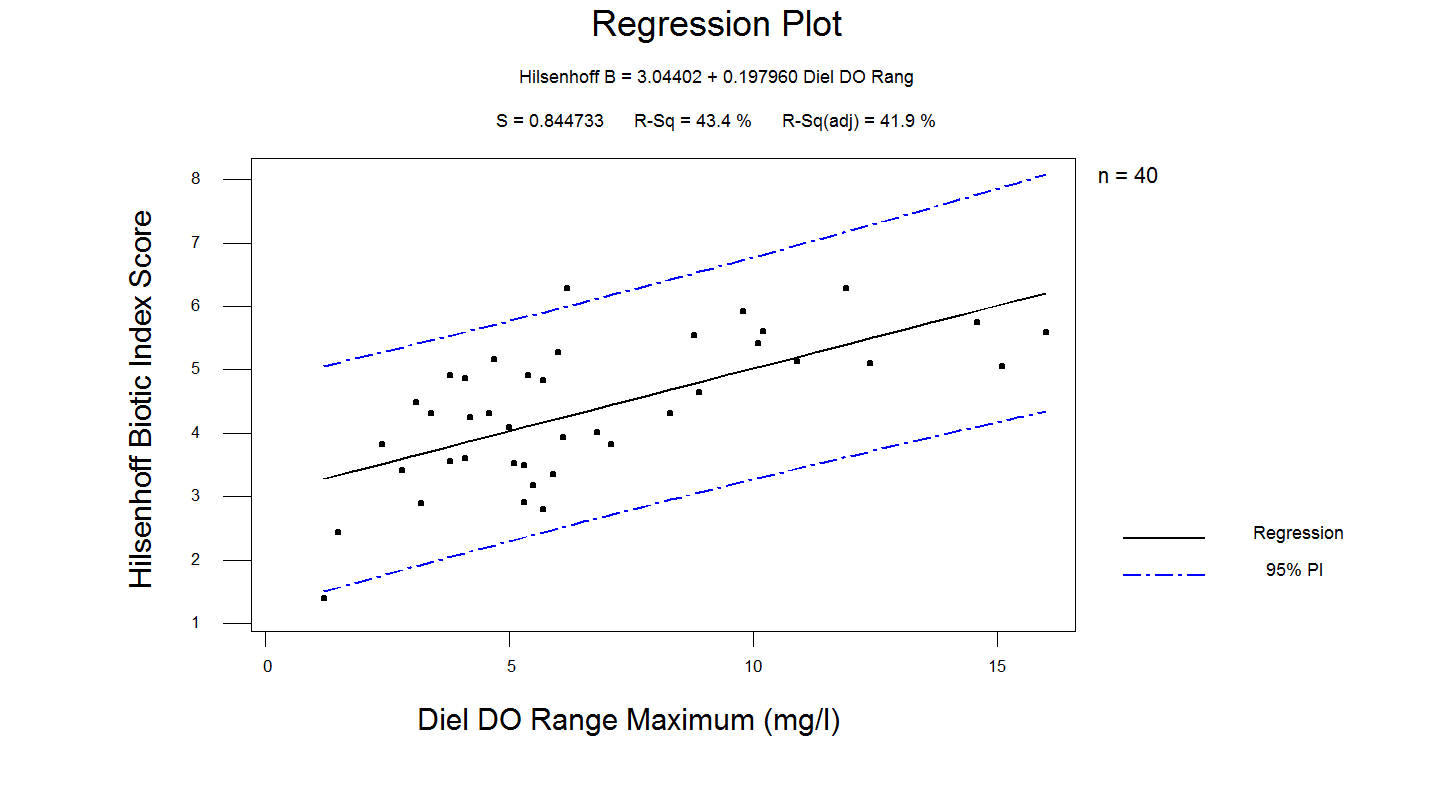 Regression Plot
Hilsenhoff B = 3.04402 + 0.197960 Diel DO Rang
S = 0.844733 R-Sq = 43.4 % R-Sq(adj) = 41.9 %
n = 40
8
7
6
5
4
3
2
1
Hilsenhoff Biotic Index Score
0 5 10 15
Diel DO Range Maximum (mg/l)
Regression
95% PI